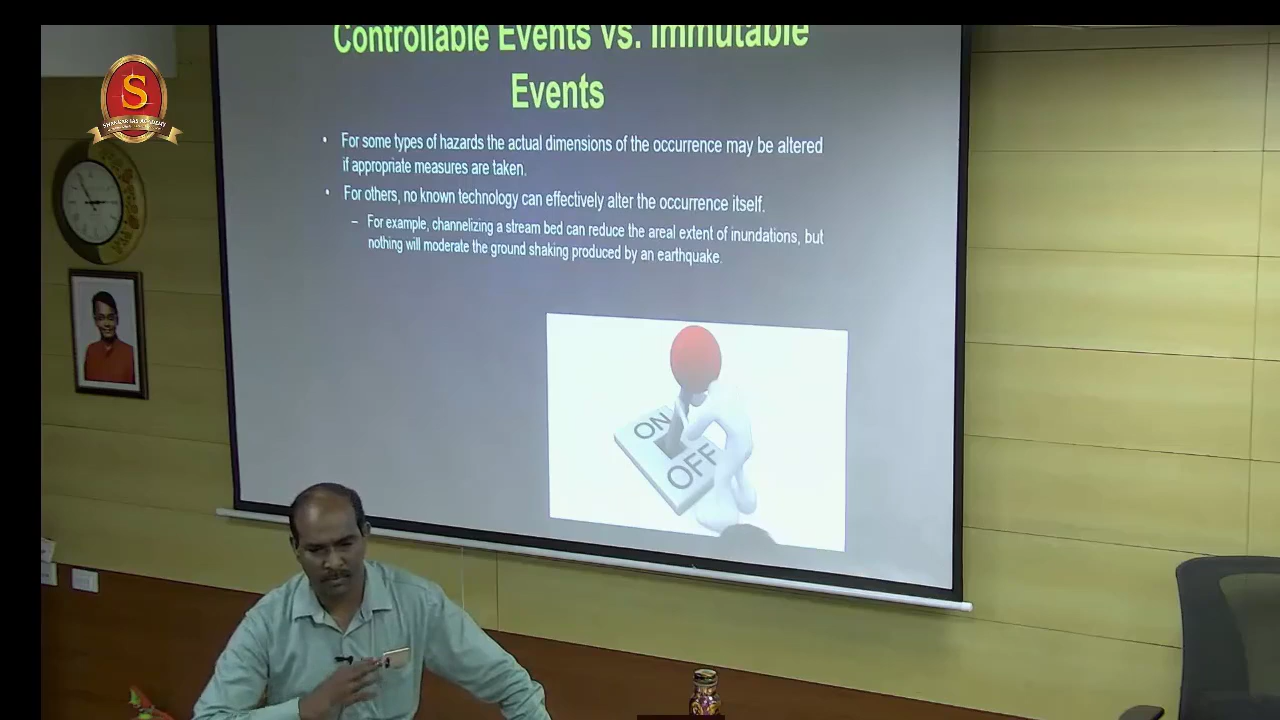 Controllable Events vs. Immutable
Events
• For some types of hazards the actual dimensions of the occurrence may be altered
if appropriate measures are taken.
• For others, no known technology can effectively alter the occurrence itself.
– For example, channelizing a stream bed can reduce the areal extent of inundations, but
nothing will moderate the ground shaking produced by an earthquake.
ON
OFF
S
SHANKAR IAS ACADEMY